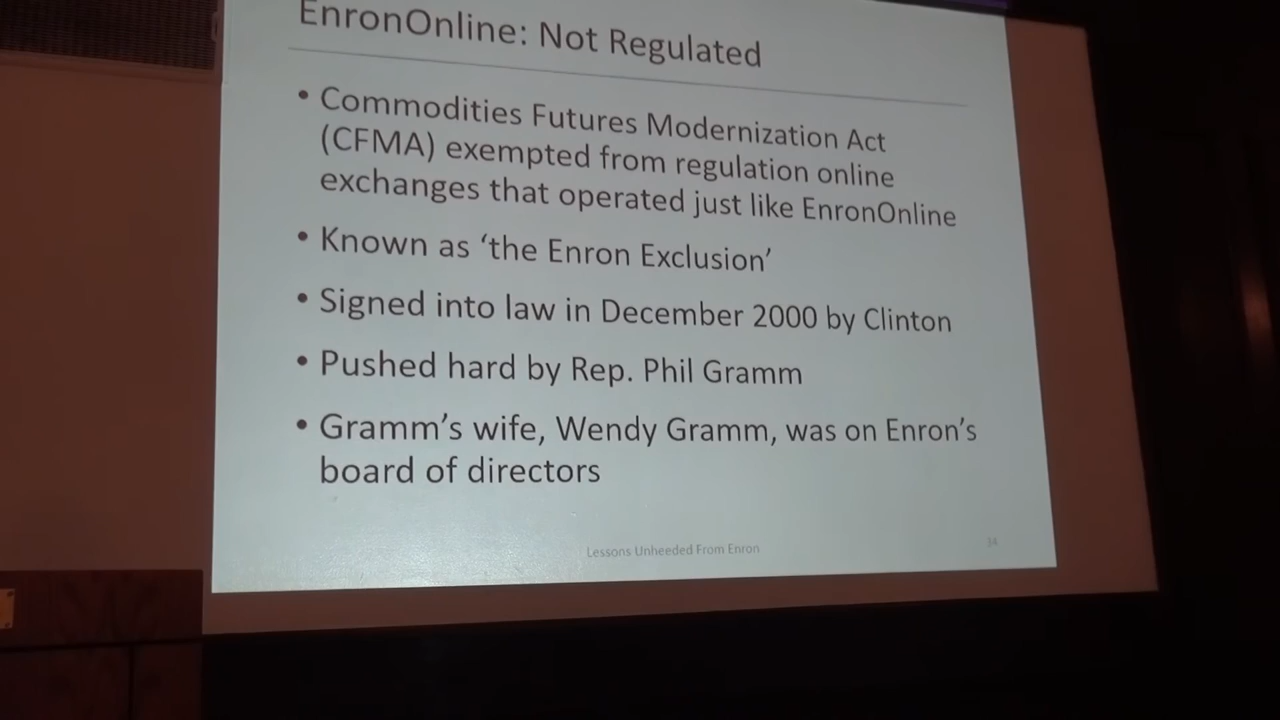 EnronOnline: Not Regulated
• Commodities Futures Modernization Act
(CFMA) exempted from regulation online
exchanges that operated just like EnronOnline
• Known as ‘the Enron Exclusion’
• Signed into law in December 2000 by Clinton
• Pushed hard by Rep. Phil Gramm
• Gramm’s wife, Wendy Gramm, was on Enron’s
board of directors
Lessons Unheeded From Enron
34